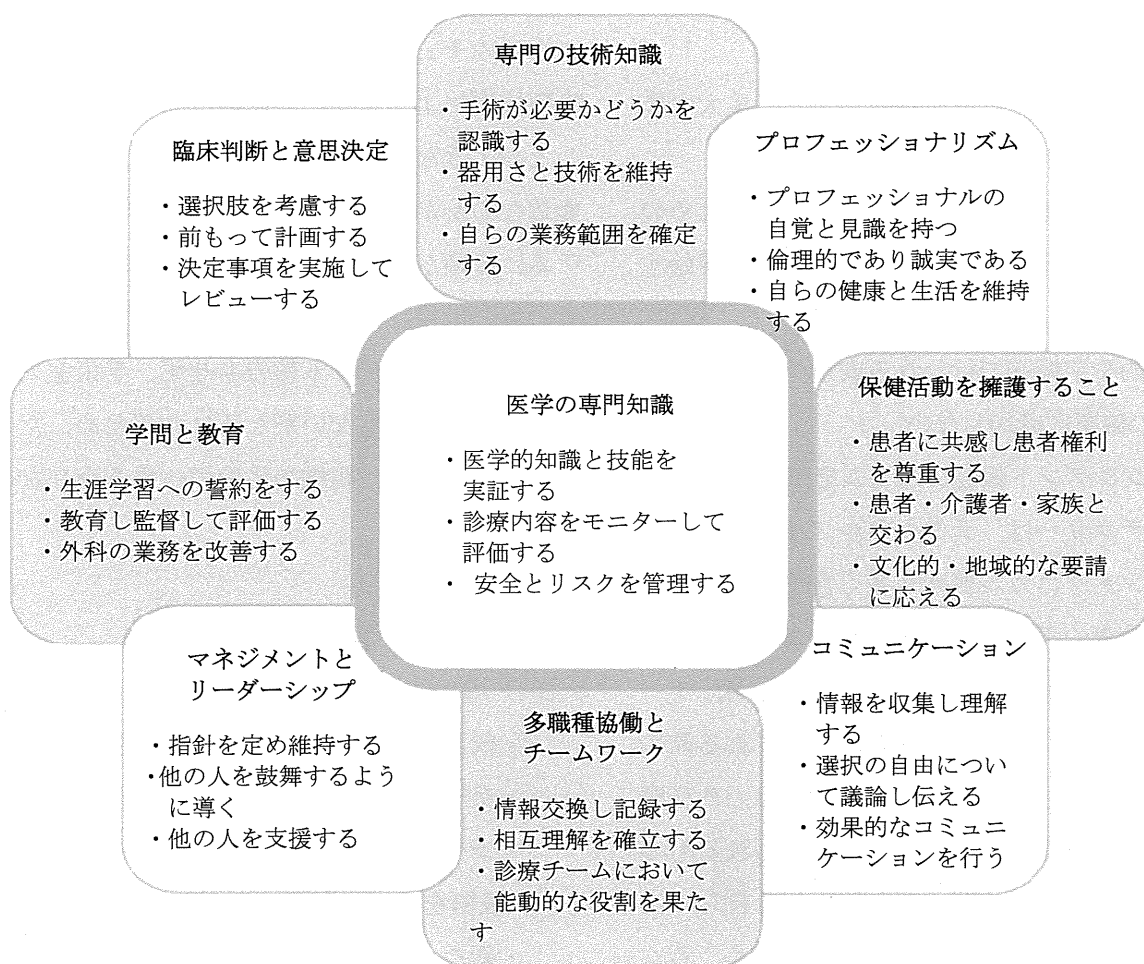 専門の技術知識
・手術が必要かどうかを
認識する
・器用さと技術を維持
する
・自らの業務範囲を確定
する
臨床判断と意思決定
・選択肢を考慮する
・前もって計画する
・決定事項を実施して
レビューする
プロフェッショナリズム
・プロフェッショナルの
自覚と見識を持つ
・倫理的であり誠実である
・自らの健康と生活を維持
する
学問と教育
・生涯学習への誓約をする
・教育し監督して評価する
・外科の業務を改善する
医学の専門知識
・医学的知識と技能を
実証する
・診療内容をモニターして
評価する
・ 安全とリスクを管理する
保健活動を擁護すること
・患者に共感し患者権利
を尊重する
・患者・介護者・家族と
交わる
・文化的・地域的な要請
に応える
マネジメントと
リーダーシップ
・指針を定め維持する
・他の人を鼓舞するよう
に導く
・他の人を支援する
多職種協働と
チームワーク
・情報交換し記録する
・相互理解を確立する
・診療チームにおいて
能動的な役割を果た
す
コミュニケーション
・情報を収集し理解
する
・選択の自由につい
て議論し伝える
・効果的なコミュニ
ケーションを行う